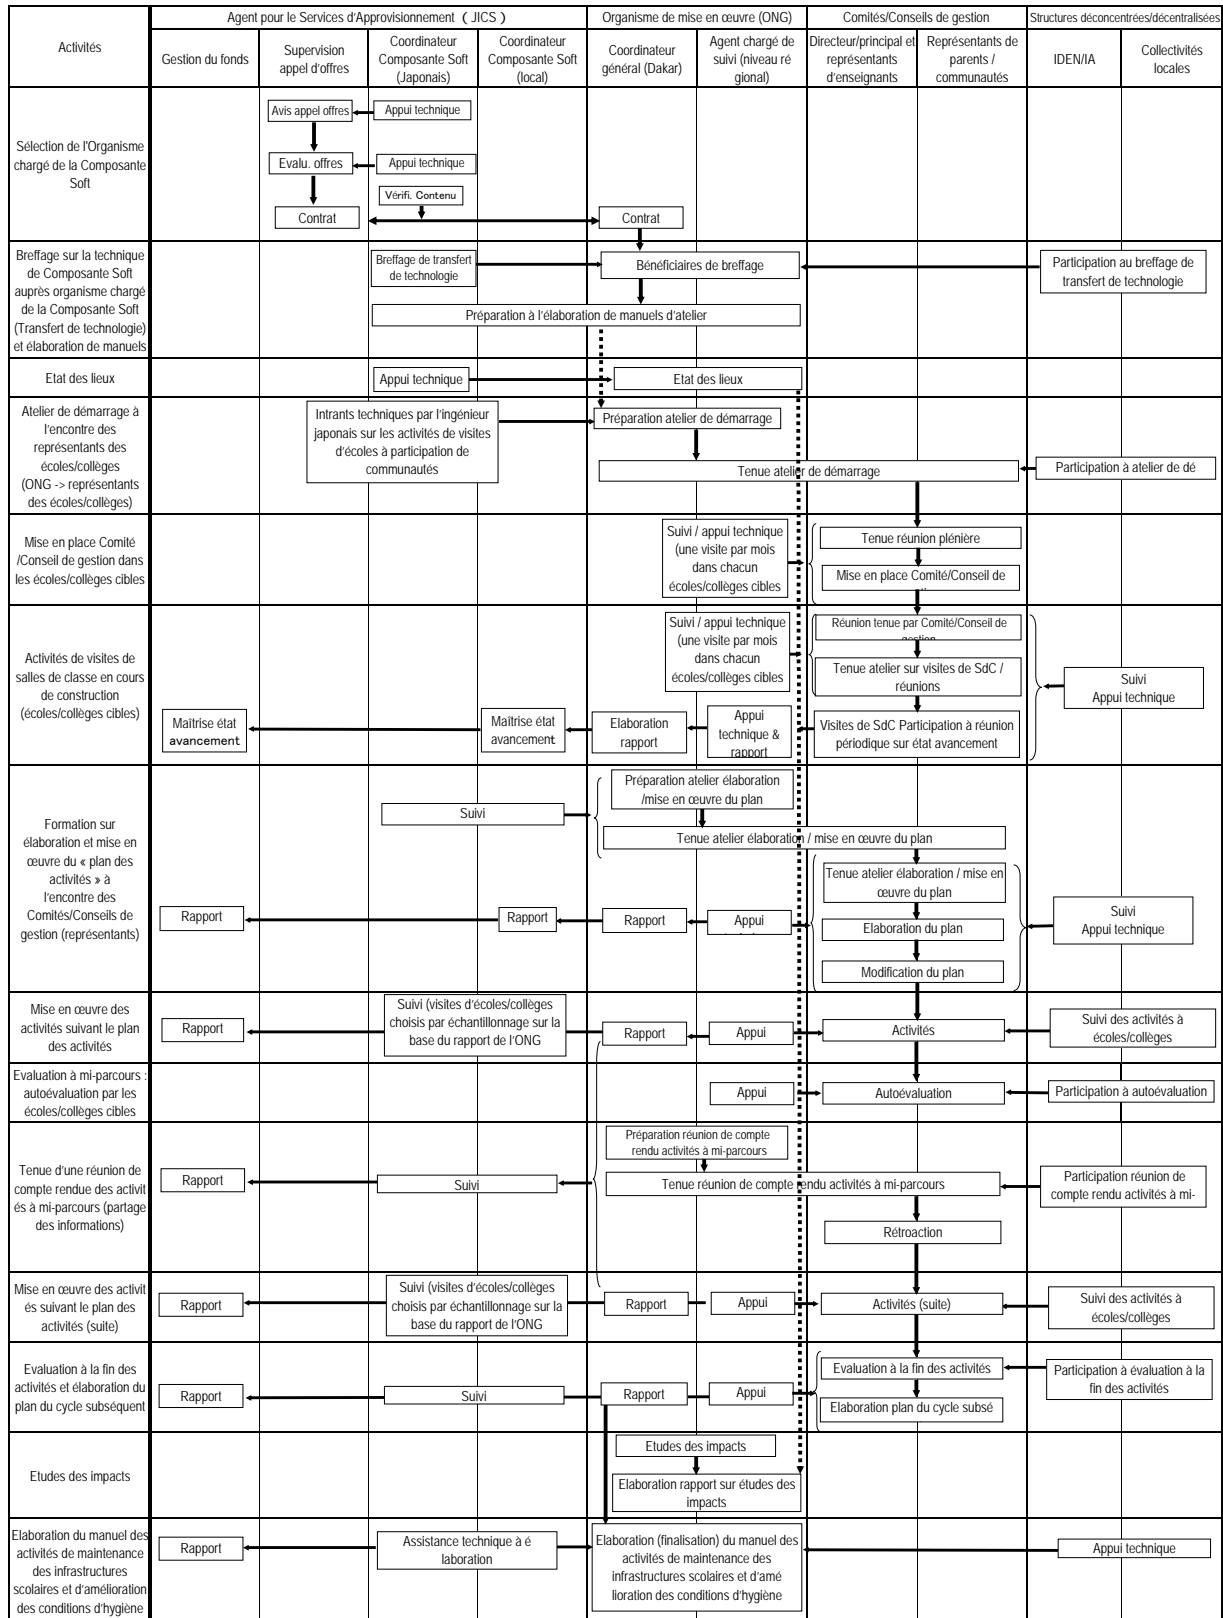 Activités
Agent pour le Services d'Approvisionnement ( JICS )
Organisme de mise en œuvre (ONG)
Comités/Conseils de gestion
Structures déconcentrées/décentralisées
Gestion du fonds
Supervision
appel d'offres
Coordinateur
Composante Soft
(Japonais)
Coordinateur
Composante Soft
(local)
Coordinateur
général (Dakar)
Agent chargé de
suivi (niveau ré
gional)
Directeur/principal et
représentants
d'enseignants
Représentants de
parents /
communautés
IDEN/IA
Collectivités
locales
Sélection de l'Organisme
chargé de la Composante
Soft
Avis appel offres
Appui technique
Evalu. offres
Appui technique
Vérifi. Contenu
Contrat
Contrat
Breffage sur la technique
de Composante Soft
auprès organisme chargé
de la Composante Soft
(Transfert de technologie)
et élaboration de manuels
Breffage de transfert
de technologie
Bénéficiaires de breffage
Participation au breffage de
transfert de technologie
Préparation à l'élaboration de manuels d'atelier
Etat des lieux
Appui technique
Etat des lieux
Atelier de démarrage à
l'encontre des
représentants des
écoles/collèges
(ONG -> représentants
des écoles/collèges)
Intrants techniques par l'ingénieur
japonais sur les activités de visites
d'écoles à participation de
communautés
Préparation atelier de démarrage
Tenue atelier de démarrage
Participation à atelier de dé
Mise en place Comité
/Conseil de gestion dans
les écoles/collèges cibles
Suivi / appui technique
(une visite par mois
dans chacun
écoles/collèges cibles
Tenue réunion plénière
Mise en place Comité/Conseil de
Activités de visites de
salles de classe en cours
de construction
(écoles/collèges cibles)
Suivi / appui technique
(une visite par mois
dans chacun
écoles/collèges cibles
Réunion tenue par Comité/Conseil de
gestion
Tenue atelier sur visites de SdC /
réunions
Suivi
Appui technique
Maîtrise état
avancement
Maîtrise état
avancement
Elaboration
rapport
Appui
technique &
rapport
Visites de SdC Participation à réunion
périodique sur état avancement
Formation sur
élaboration et mise en
œuvre du « plan des
activités » à
l'encontre des
Comités/Conseils de
gestion (représentants)
Suivi
Préparation atelier élaboration
/mise en œuvre du plan
Tenue atelier élaboration / mise en œuvre du plan
Tenue atelier élaboration / mise en
œuvre du plan
Rapport
Rapport
Rapport
Appui
Elaboration du plan
Modification du plan
Suivi
Appui technique
Mise en œuvre des
activités suivant le plan
des activités
Rapport
Suivi (visites d'écoles/collèges
choisis par échantillonnage sur la
base du rapport de l'ONG
Rapport
Appui
Activités
Suivi des activités à
écoles/collèges
Evaluation à mi-parcours :
autoévaluation par les
écoles/collèges cibles
Appui
Autoévaluation
Participation à autoévaluation
Tenue d'une réunion de
compte rendue des activit
és à mi-parcours (partage
des informations)
Rapport
Suivi
Préparation réunion de compte
rendu activités à mi-parcours
Tenue réunion de compte rendu activités à mi-parcours
Rétroaction
Participation réunion de
compte rendu activités à mi-
Mise en œuvre des activit
és suivant le plan des
activités (suite)
Rapport
Suivi (visites d'écoles/collèges
choisis par échantillonnage sur la
base du rapport de l'ONG
Rapport
Appui
Activités (suite)
Suivi des activités à
écoles/collèges
Evaluation à la fin des
activités et élaboration du
plan du cycle subséquent
Rapport
Suivi
Rapport
Appui
Evaluation à la fin des activités
Elaboration plan du cycle subsé
Participation à évaluation à la
fin des activités
Etudes des impacts
Etudes des impacts
Elaboration rapport sur études des
impacts
Elaboration du manuel des
activités de maintenance
des infrastructures
scolaires et d'amélioration
des conditions d'hygiène
Rapport
Assistance technique à é
laboration
Elaboration (finalisation) du manuel des
activités de maintenance des
infrastructures scolaires et d'amé
lioration des conditions d'hygiène
Appui technique